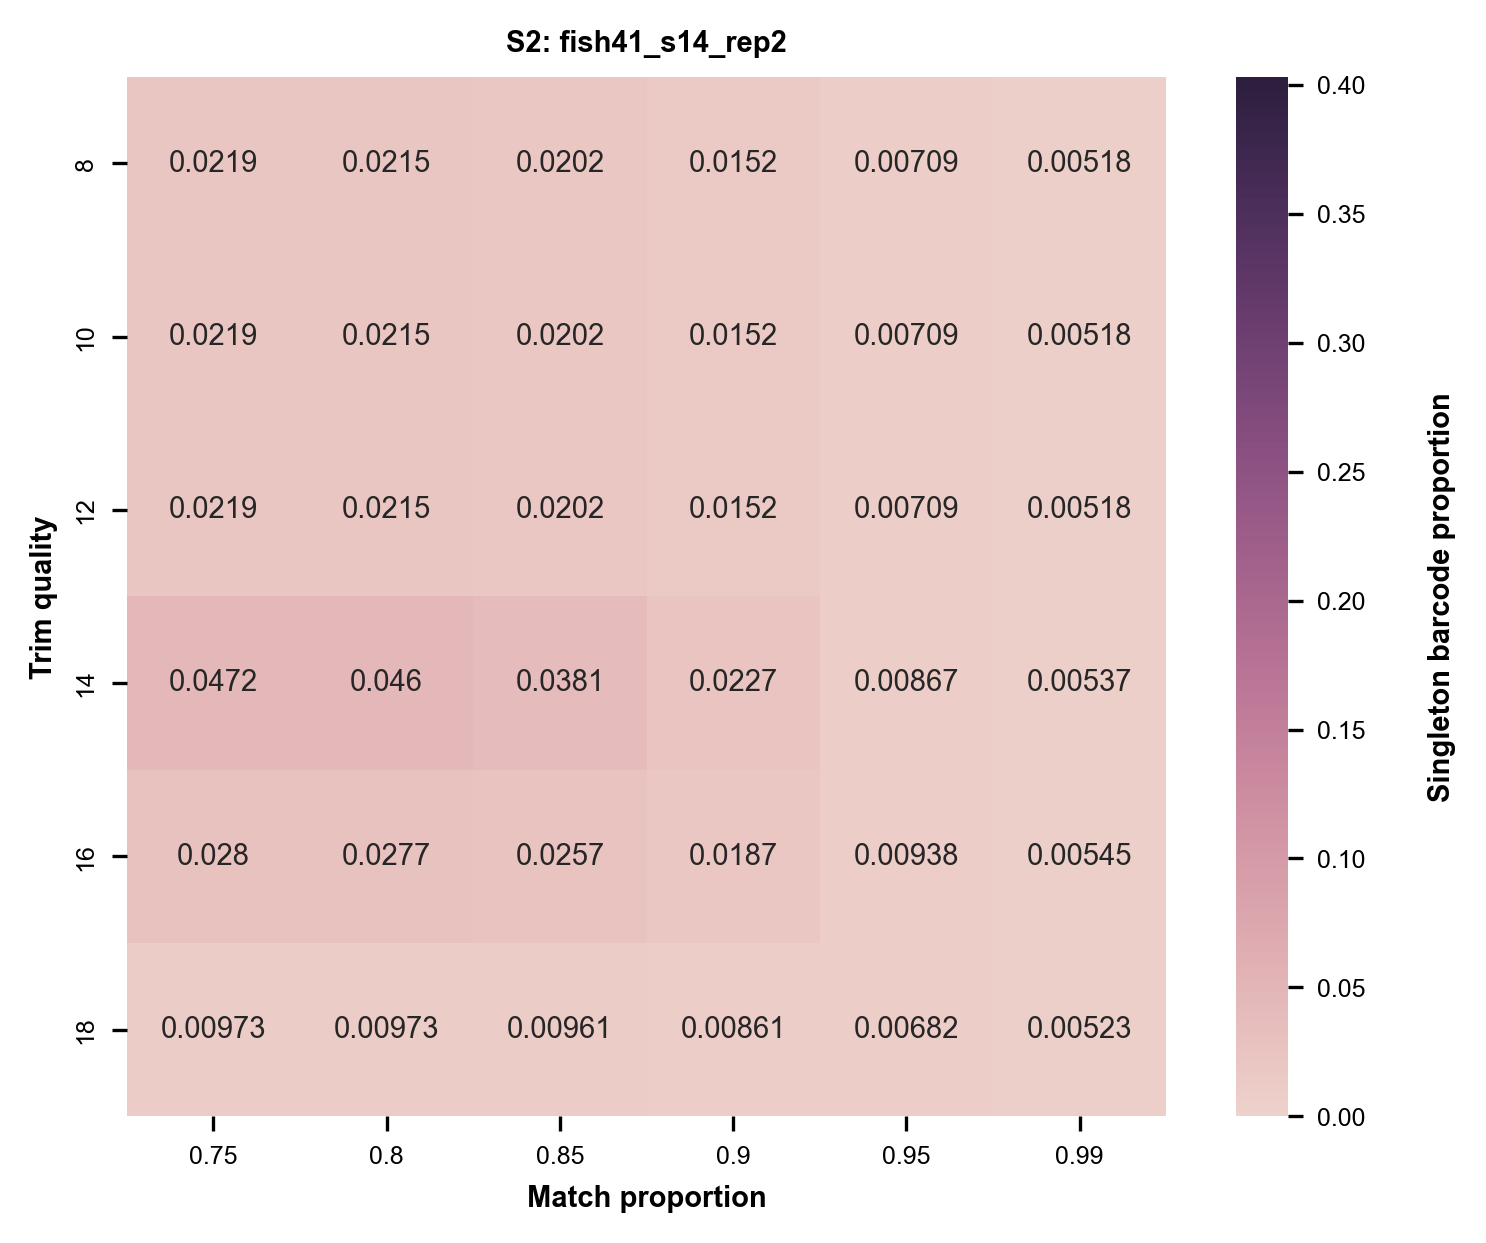 S2: fish41_s14_rep2
8 0.0219 0.0215 0.0202 0.0152 0.00709 0.00518
10 0.0219 0.0215 0.0202 0.0152 0.00709 0.00518
12 0.0219 0.0215 0.0202 0.0152 0.00709 0.00518
14 0.0472 0.046 0.0381 0.0227 0.00867 0.00537
16 0.028 0.0277 0.0257 0.0187 0.00938 0.00545
18 0.00973 0.00973 0.00961 0.00861 0.00682 0.00523
Trim quality
0.75 0.8 0.85 0.9 0.95 0.99
Match proportion
0.40
0.35
0.30
0.25
0.20
0.15
0.10
0.05
0.00
Singleton barcode proportion